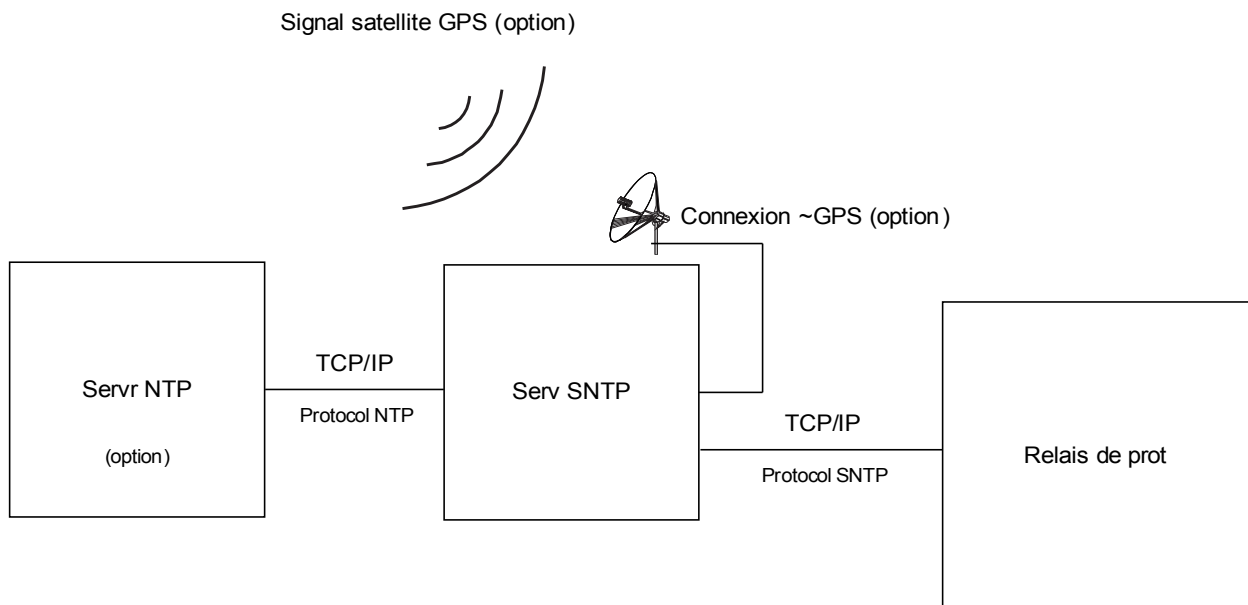 Signal satellite GPS (option)
Connexion ~GPS (option)
Servr NTP
(option)
TCP/IP
Protocol NTP
Serv SNTP
TCP/IP
Protocol SNTP
Relais de prot